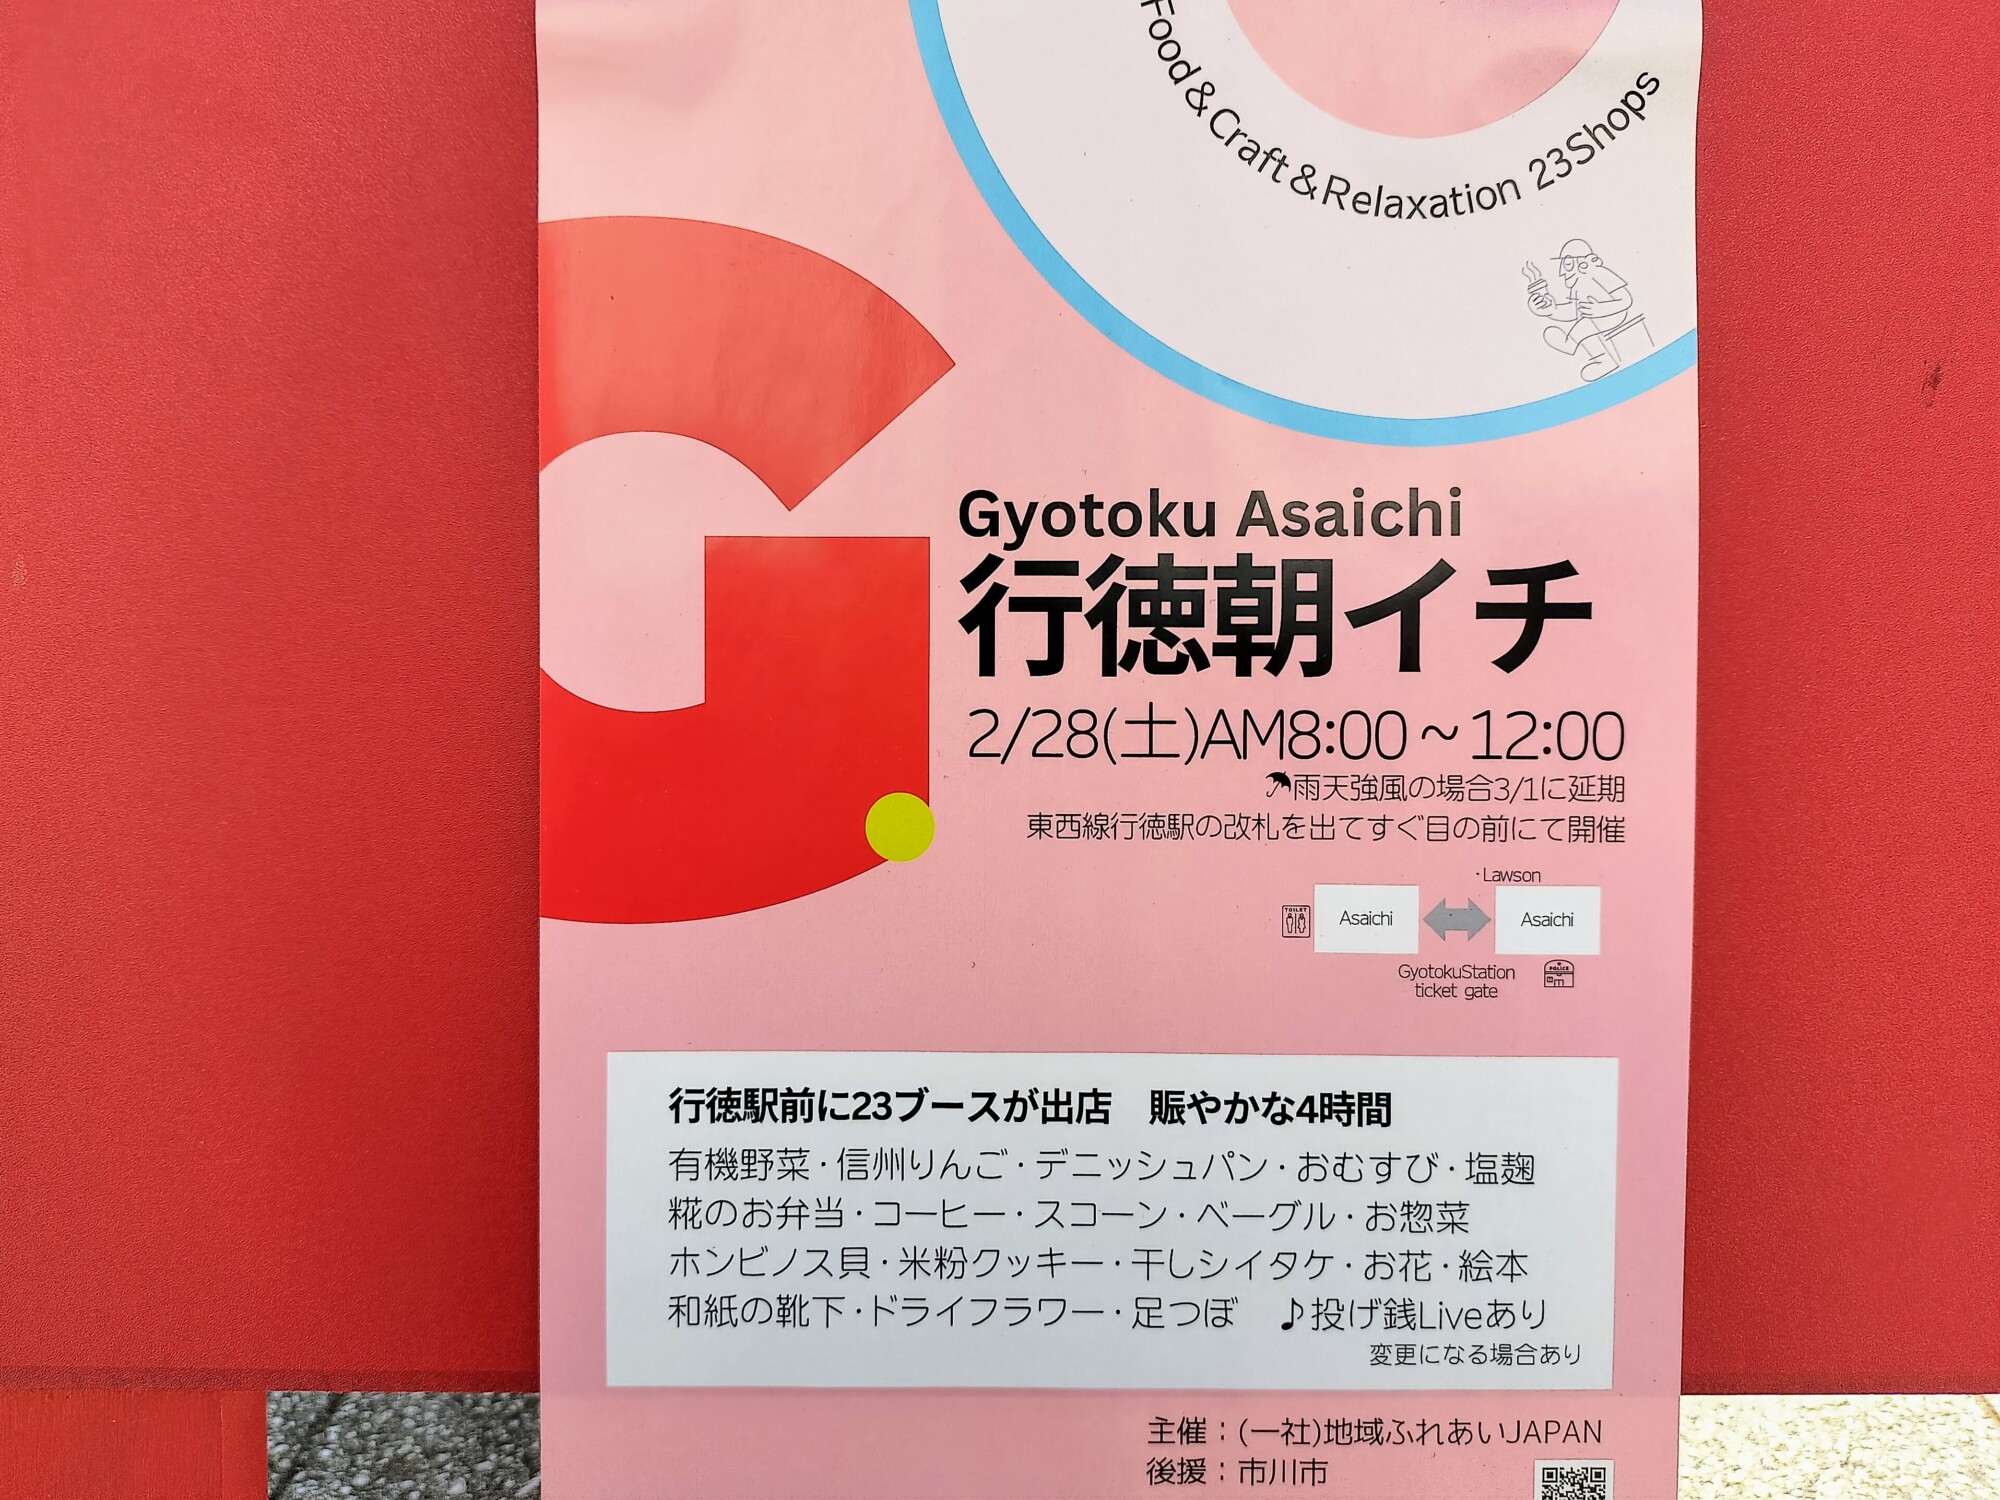 Food & Craft & Relaxation 23Shops
Gyotoku Asaichi
行徳朝イチ
2/28(土)AM8:00～12:00
雨天強風の場合3/1に延期
東西線行徳駅の改札を出てすぐ目の前にて開催
・Lawson
TOILET
Asaichi
Asaichi
GyotokuStation
ticket gate
POLICE
行徳駅前に23ブースが出店　賑やかな4時間
有機野菜・信州りんご・デニッシュパン・おむすび・塩麹
糀のお弁当・コーヒー・スコーン・ベーグル・お惣菜
ホンビノス貝・米粉クッキー・干しシイタケ・お花・絵本
和紙の靴下・ドライフラワー・足つぼ　♪投げ銭Liveあり
変更になる場合あり
主催：(一社)地域ふれあいJAPAN
後援：市川市